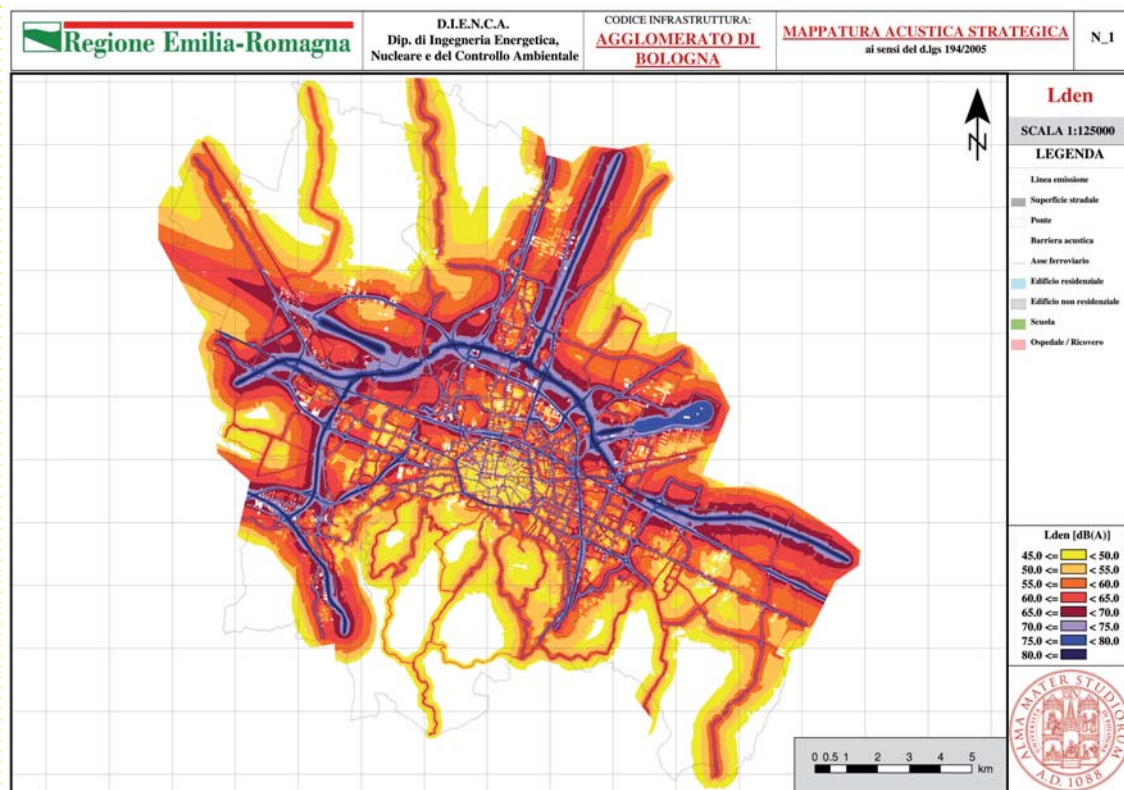 Regione Emilia-Romagna
D.I.E.N.C.A.
Dip. di Ingegneria Energetica,
Nucleare e del Controllo Ambientale
CODICE INFRASTRUTTURA:
AGGLOMERATO DI
BOLOGNA
MAPPATURA ACUSTICA STRATEGICA
ai sensi del d.lgs 194/2005
N_1
N
Lden
SCALA 1:125000
LEGENDA
Linea emissione
Superficie stradale
Ponte
Barriera acustica
Asse ferroviario
Edificio residenziale
Edificio non residenziale
Scuola
Ospedale / Ricovero
Lden [dB(A)]
45.0 <= < 50.0
50.0 <= < 55.0
55.0 <= < 60.0
60.0 <= < 65.0
65.0 <= < 70.0
70.0 <= < 75.0
75.0 <= < 80.0
80.0 <=
ALMA MATER STUDIORUM
A.D. 1088
0 0.5 1 2 3 4 5
km